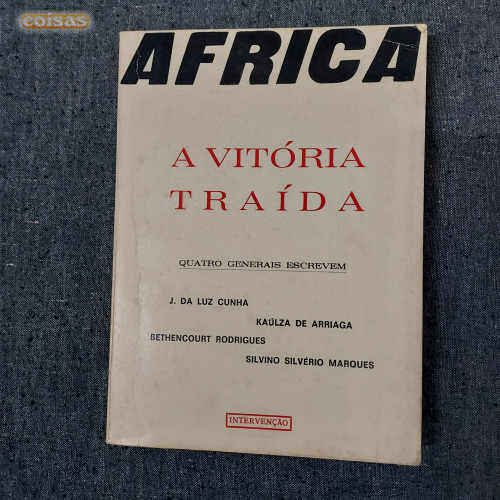 coisas
AFRICA
A VITÓRIA
TRAÍDA
QUATRO GENERAIS ESCREVEM
J. DA LUZ CUNHA
KAÚLZA DE ARRIAGA
BETHENCOURT RODRIGUES
SILVINO SILVÉRIO MARQUES
INTERVENÇÃO